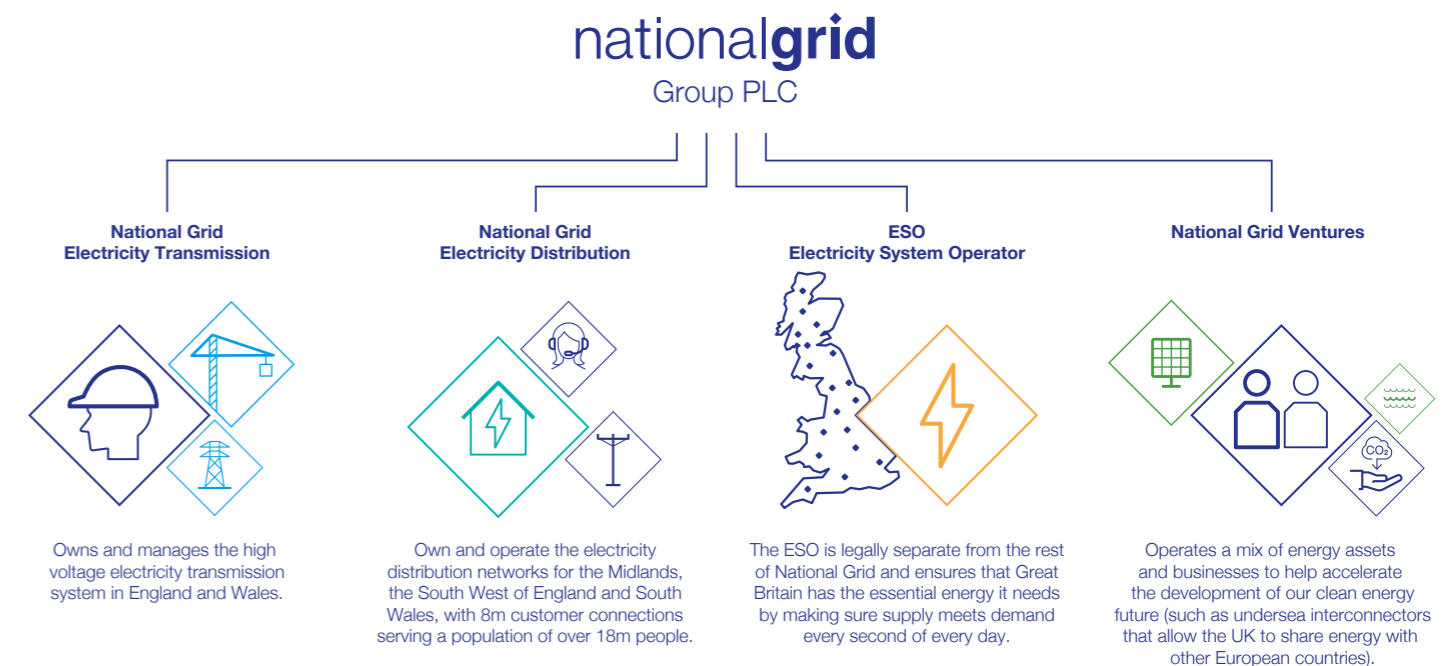 nationalgrid
Group PLC
National Grid
Electricity Transmission
Owns and manages the high
voltage electricity transmission
system in England and Wales.
National Grid
Electricity Distribution
Own and operate the electricity
distribution networks for the Midlands,
the South West of England and South
Wales, with 8m customer connections
serving a population of over 18m people.
ESO
Electricity System Operator
The ESO is legally separate from the rest
of National Grid and ensures that Great
Britain has the essential energy it needs
by making sure supply meets demand
every second of every day.
National Grid Ventures
CO₂
Operates a mix of energy assets
and businesses to help accelerate
the development of our clean energy
future (such as undersea interconnectors
that allow the UK to share energy with
other European countries).